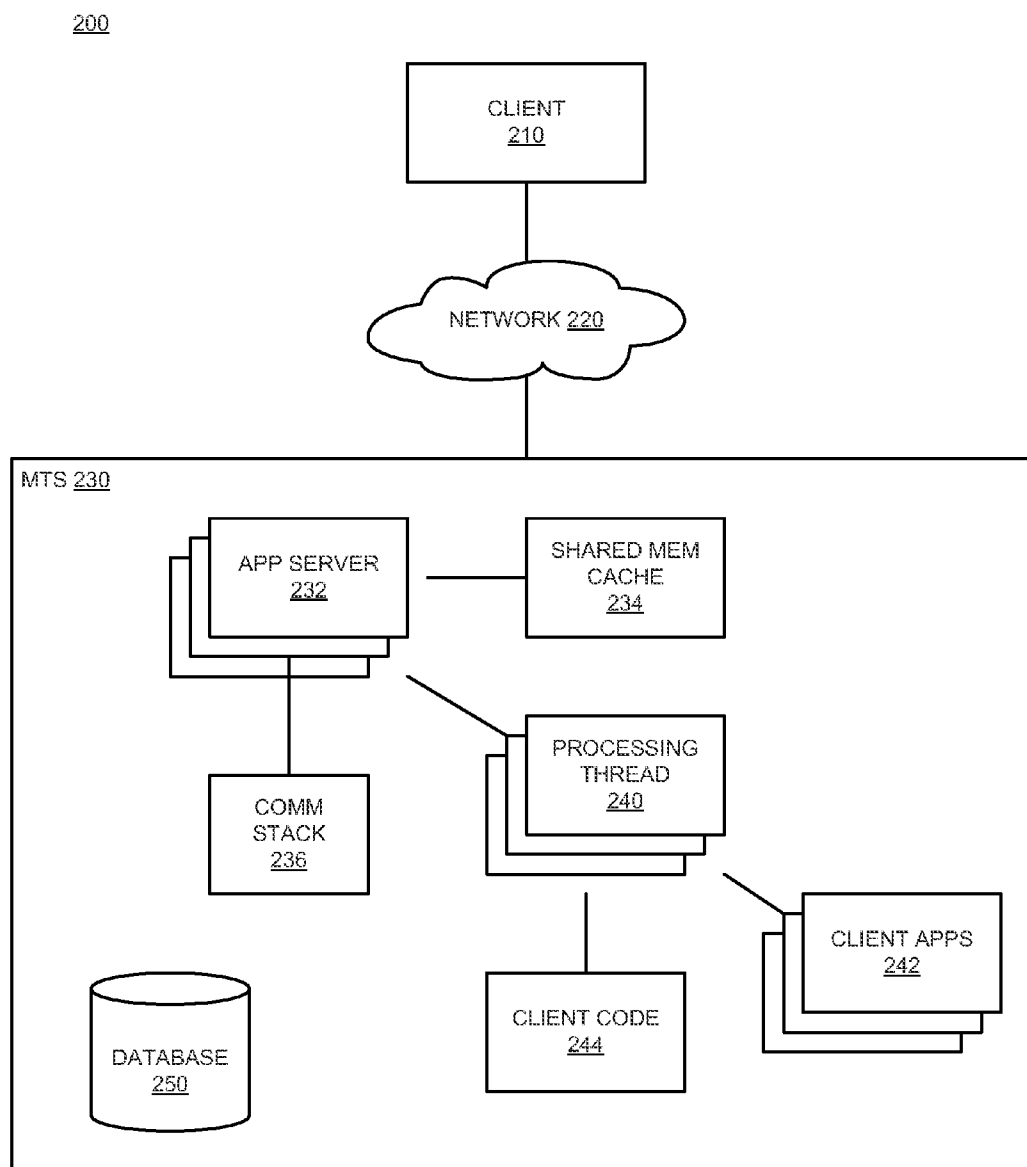 200
CLIENT
210
NETWORK 220
MTS 230
APP SERVER
232
SHARED MEM
CACHE
234
PROCESSING
THREAD
240
COMM
STACK
236
CLIENT APPS
242
CLIENT CODE
244
DATABASE
250